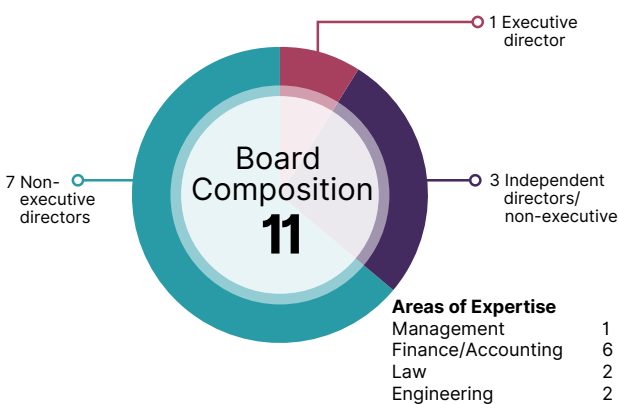 1 Executive
director
Board
Composition
11
7 Non-
executive
directors
3 Independent
directors/
non-executive
Areas of Expertise
Management 1
Finance/Accounting 6
Law 2
Engineering 2